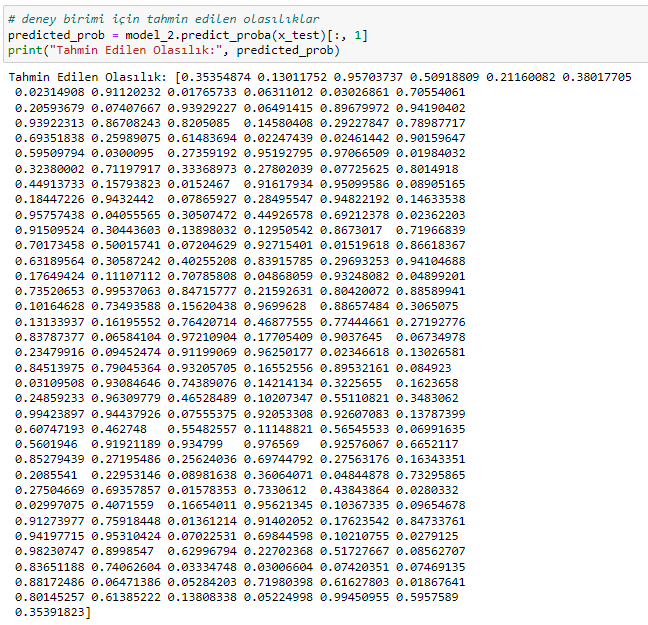 # deney birimi için tahmin edilen olasılıklar
predicted_prob = model_2.predict_proba(x_test)[:, 1]
print("Tahmin Edilen Olasılık:", predicted_prob)
Tahmin Edilen Olasılık: [0.35354874 0.13011752 0.95703737 0.50918809 0.21160082 0.38017705
0.02314908 0.91120232 0.01765733 0.06311012 0.03026861 0.70554061
0.20593679 0.07407667 0.93929227 0.06491415 0.89679972 0.94190402
0.93922313 0.86708243 0.8205085 0.14580408 0.29227847 0.78987717
0.69351838 0.25989075 0.61483694 0.02247439 0.02461442 0.90159647
0.59509794 0.0300095 0.27359192 0.95192795 0.97066509 0.01984032
0.32380002 0.71197917 0.33368973 0.27802039 0.07725625 0.8014918
0.44913733 0.15793823 0.0152467 0.91617934 0.95099586 0.08905165
0.18447226 0.9432442 0.07865927 0.28495547 0.94822192 0.14633538
0.95757438 0.04055565 0.30507472 0.44926578 0.69212378 0.02362203
0.91509524 0.30443603 0.13898032 0.12950542 0.8673017 0.71966839
0.70173458 0.50015741 0.07204629 0.92715401 0.01519618 0.86618367
0.63189564 0.30587242 0.40255208 0.83915785 0.29693253 0.94104688
0.17649424 0.11107112 0.70785808 0.04868059 0.93248082 0.04899201
0.73520653 0.99537063 0.84715777 0.21592631 0.80420072 0.88589941
0.10164628 0.73493588 0.15620438 0.9699628 0.88657484 0.3065075
0.13133937 0.16195552 0.76420714 0.46877555 0.77444661 0.27192776
0.83787377 0.06584104 0.97210904 0.17705409 0.9037645 0.06734978
0.23479916 0.09452474 0.91199069 0.96250177 0.02346618 0.13026581
0.84513975 0.79045364 0.93205705 0.16552556 0.89532161 0.084923
0.03109508 0.93084646 0.74389076 0.14214134 0.3225655 0.1623658
0.24859233 0.96309779 0.46528489 0.10207347 0.55110821 0.3483062
0.99423897 0.94437926 0.07555375 0.92053308 0.92607083 0.13787399
0.60747193 0.462748 0.55482557 0.11148821 0.56545533 0.06991635
0.5601946 0.91921189 0.934799 0.976569 0.92576067 0.6652117
0.85279439 0.27195486 0.25624036 0.69744792 0.27563176 0.16343351
0.2085541 0.22953146 0.08981638 0.36064071 0.04844878 0.73295865
0.27504669 0.69357857 0.01578353 0.7330612 0.43843864 0.0280332
0.02997075 0.4071559 0.16654011 0.95621345 0.10367335 0.09654678
0.91273977 0.75918448 0.01361214 0.91402052 0.17623542 0.84733761
0.94197715 0.95310424 0.07022531 0.69844598 0.10210755 0.0279125
0.98230747 0.8998547 0.62996794 0.22702368 0.51727667 0.08562707
0.83651188 0.74062604 0.03334748 0.03006604 0.07420351 0.07469135
0.88172486 0.06471386 0.05284203 0.71980398 0.61627803 0.01867641
0.80145257 0.61385222 0.13808338 0.05224998 0.99450955 0.5957589
0.35391823]